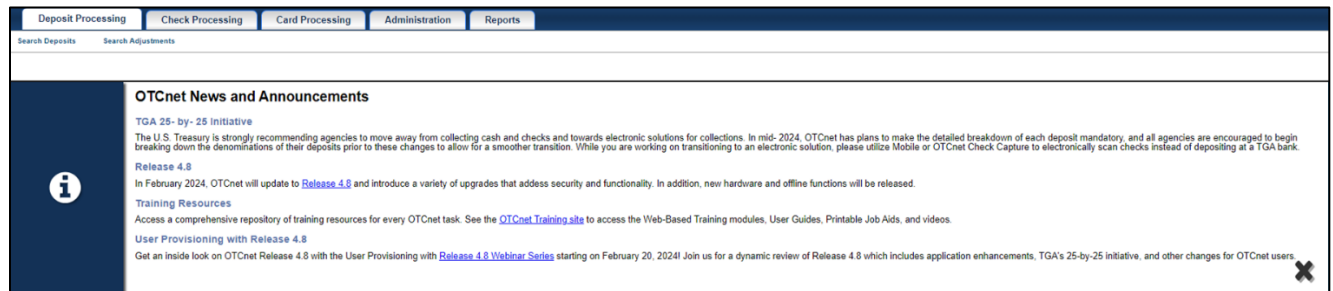 Deposit Processing Check Processing Card Processing Administration Reports
Search Deposits Search Adjustments
OTCnet News and Announcements
TGA 25- by- 25 Initiative
The U.S. Treasury is strongly recommending agencies to move away from collecting cash and checks and towards electronic solutions for collections. In mid- 2024, OTCnet has plans to make the detailed breakdown of each deposit mandatory, and all agencies are encouraged to begin
breaking down the denominations of their deposits prior to these changes to allow for a smoother transition. While you are working on transitioning to an electronic solution, please utilize Mobile or OTCnet Check Capture to electronically scan checks instead of depositing at a TGA bank.
Release 4.8
In February 2024, OTCnet will update to Release 4.8 and introduce a variety of upgrades that addess security and functionality. In addition, new hardware and offline functions will be released.
Training Resources
Access a comprehensive repository of training resources for every OTCnet task. See the OTCnet Training site to access the Web-Based Training modules, User Guides, Printable Job Aids, and videos.
User Provisioning with Release 4.8
Get an inside look on OTCnet Release 4.8 with the User Provisioning with Release 4.8 Webinar Series starting on February 20, 2024! Join us for a dynamic review of Release 4.8 which includes application enhancements, TGA's 25-by-25 initiative, and other changes for OTCnet users.